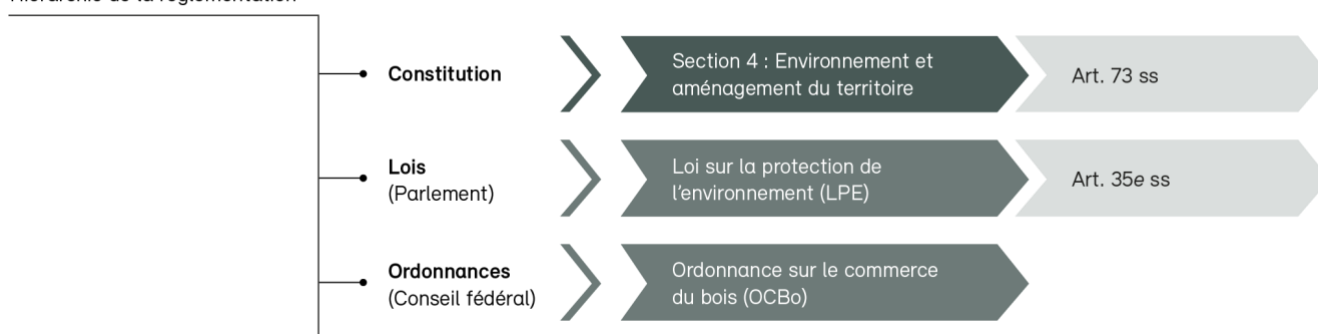 Hiérarchie de la réglementation
Constitution
Section 4 : Environnement et
aménagement du territoire
Art. 73 ss
Lois
(Parlement)
Loi sur la protection de
l'environnement (LPE)
Art. 35e ss
Ordonnances
(Conseil fédéral)
Ordonnance sur le commerce
du bois (OCBo)